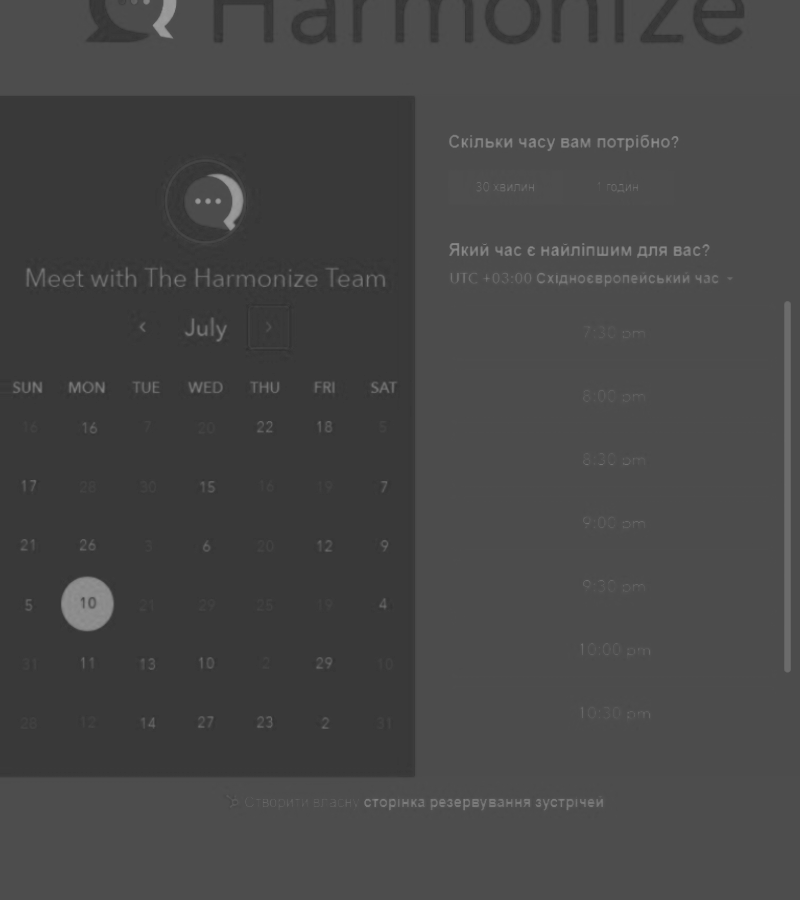 Harmonize
Meet with The Harmonize Team
‹ July ›
SUN MON TUE WED THU FRI SAT
16 16 7 20 22 18 5
17 28 30 15 16 19 7
21 26 3 6 20 12 9
5 10 21 29 25 19 4
31 11 13 10 2 29 10
28 12 14 27 23 2 31
Скільки часу вам потрібно?
30 хвилин 1 годин
Який час є найліпшим для вас?
UTC +03:00 Східноєвропейський час
7:30 pm
8:00 pm
8:30 pm
9:00 pm
9:30 pm
10:00 pm
10:30 pm
Створити власну сторінка резервування зустрічей